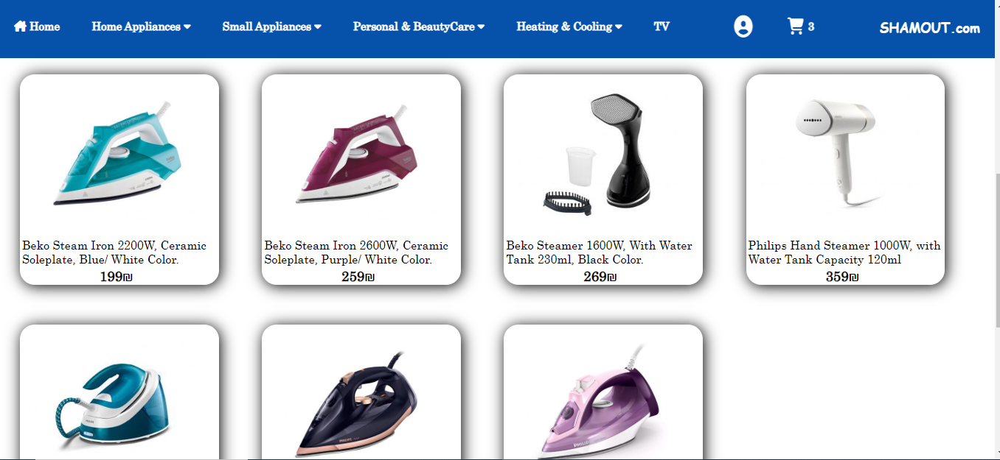 Home
Home Appliances
Small Appliances
Personal & BeautyCare
Heating & Cooling
TV
3
SHAMOUT.com
Beko Steam Iron 2200W, Ceramic
Soleplate, Blue/ White Color.
199₪
Beko Steam Iron 2600W, Ceramic
Soleplate, Purple/ White Color.
259₪
Beko Steamer 1600W, With Water
Tank 230ml, Black Color.
269₪
Philips Hand Steamer 1000W, with
Water Tank Capacity 120ml
359₪
PHILIPS